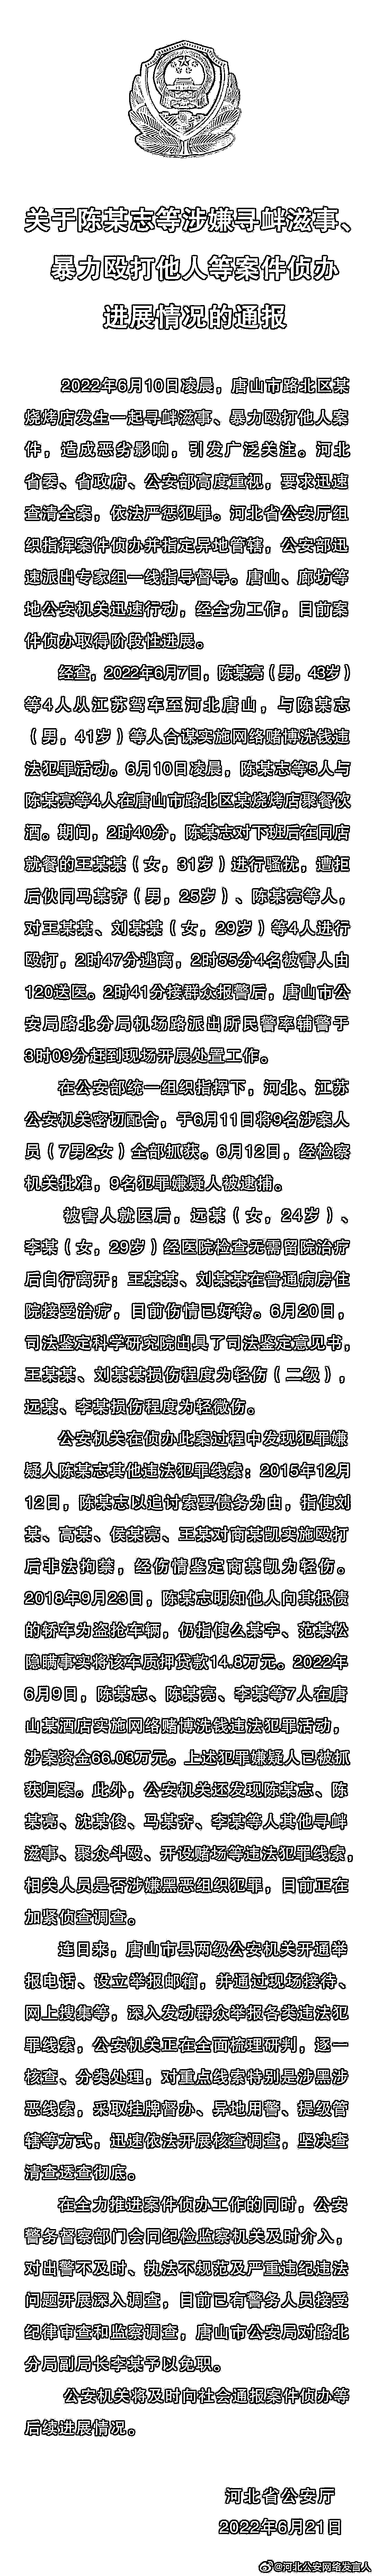 关于陈某志等涉嫌寻衅滋事、
暴力殴打他人等案件侦办
进展情况的通报
2022年6月10日凌晨，唐山市路北区某
烧烤店发生一起寻衅滋事、暴力殴打他人案
件，造成恶劣影响，引发广泛关注。河北
省委、省政府、公安部高度重视，要求迅速
查清全案，依法严惩犯罪。河北省公安厅组
织指挥案件侦办并指定异地管辖，公安部迅
速派出专家组一线指导督导。唐山、廊坊等
地公安机关迅速行动，经全力工作，目前案
件侦办取得阶段性进展。
经查，2022年6月7日，陈某亮（男，43岁）
等4人从江苏驾车至河北唐山，与陈某志
（男，41岁）等人合谋实施网络赌博洗钱违
法犯罪活动。6月10日凌晨，陈某志等5人与
陈某亮等4人在唐山市路北区某烧烤店聚餐饮
酒。期间，2时40分，陈某志对下班后在同店
就餐的王某某（女，31岁）进行骚扰，遭拒
后伙同马某齐（男，25岁）、陈某亮等人，
对王某某、刘某某（女，29岁）等4人进行
殴打，2时47分逃离，2时55分4名被害人由
120送医。2时41分接群众报警后，唐山市公
安局路北分局机场路派出所民警率辅警于
3时09分赶到现场开展处置工作。
在公安部统一组织指挥下，河北、江苏
公安机关密切配合，于6月11日将9名涉案人
员（7男2女）全部抓获。6月12日，经检察
机关批准，9名犯罪嫌疑人被逮捕。
被害人就医后，远某（女，24岁）、
李某（女，29岁）经医院检查无需留院治疗
后自行离开；王某某、刘某某在普通病房住
院接受治疗，目前伤情已好转。6月20日，
司法鉴定科学研究院出具了司法鉴定意见书，
王某某、刘某某损伤程度为轻伤（二级），
远某、李某损伤程度为轻微伤。
公安机关在侦办此案过程中发现犯罪嫌
疑人陈某志其他违法犯罪线索：2015年12月
12日，陈某志以追讨索要债务为由，指使刘
某、高某、侯某亮、王某对商某凯实施殴打
后非法拘禁，经伤情鉴定商某凯为轻伤。
2018年9月23日，陈某志明知他人向其抵债
的轿车为盗抢车辆，仍指使么某宇、范某松
隐瞒事实将该车质押贷款14.8万元。2022年
6月9日，陈某志、陈某亮、李某等7人在唐
山某酒店实施网络赌博洗钱违法犯罪活动，
涉案资金66.03万元。上述犯罪嫌疑人已被抓
获归案。此外，公安机关还发现陈某志、陈
某亮、沈某俊、马某齐、李某等人其他寻衅
滋事、聚众斗殴、开设赌场等违法犯罪线索，
相关人员是否涉嫌黑恶组织犯罪，目前正在
加紧侦查调查。
连日来，唐山市县两级公安机关开通举
报电话、设立举报邮箱，并通过现场接待、
网上搜集等，深入发动群众举报各类违法犯
罪线索，公安机关正在全面梳理研判，逐一
核查、分类处理，对重点线索特别是涉黑涉
恶线索，采取挂牌督办、异地用警、提级管
辖等方式，迅速依法开展核查调查，坚决查
清查透查彻底。
在全力推进案件侦办工作的同时，公安
警务督察部门会同纪检监察机关及时介入，
对出警不及时、执法不规范及严重违纪违法
问题开展深入调查，目前已有警务人员接受
纪律审查和监察调查，唐山市公安局对路北
分局副局长李某予以免职。
公安机关将及时向社会通报案件侦办等
后续进展情况。
河北省公安厅
2022年6月21日
@河北公安网络发言人